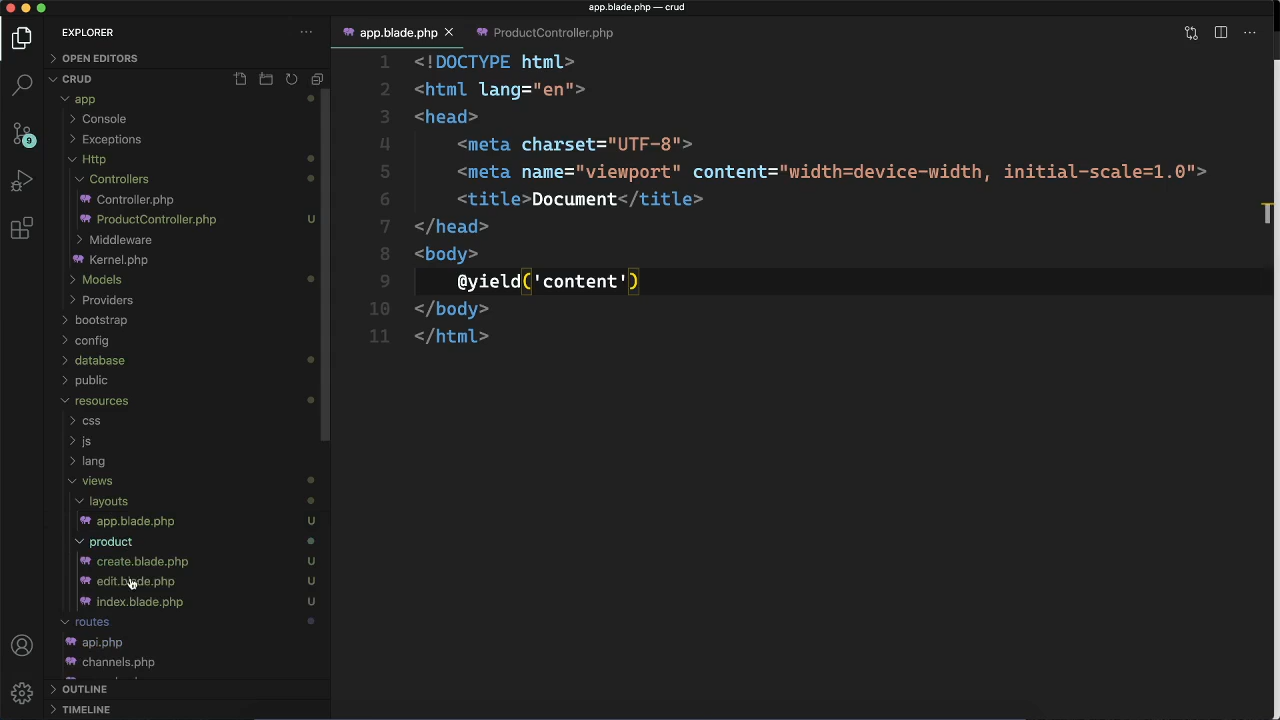 app.blade.php — crud
EXPLORER
app.blade.php
ProductController.php
OPEN EDITORS
CRUD
app
Console
Exceptions
Http
Controllers
Controller.php
ProductController.php U
Middleware
Kernel.php
Models
Providers
bootstrap
config
database
public
resources
css
js
lang
views
layouts
app.blade.php U
product
create.blade.php U
edit.blade.php U
index.blade.php U
routes
api.php
channels.php
OUTLINE
TIMELINE
9
1 <!DOCTYPE html>
2 <html lang="en">
3 <head>
4 <meta charset="UTF-8">
5 <meta name="viewport" content="width=device-width, initial-scale=1.0">
6 <title>Document</title>
7 </head>
8 <body>
9 @yield('content')
10 </body>
11 </html>